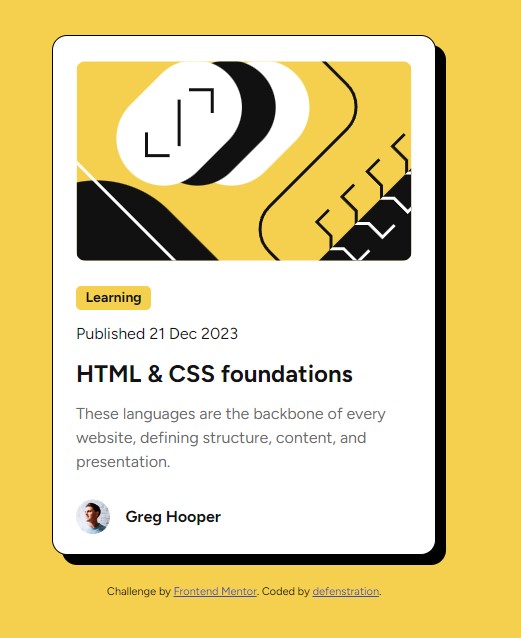 Learning
Published 21 Dec 2023
HTML & CSS foundations
These languages are the backbone of every
website, defining structure, content, and
presentation.
Greg Hooper
Challenge by Frontend Mentor. Coded by defenstration.